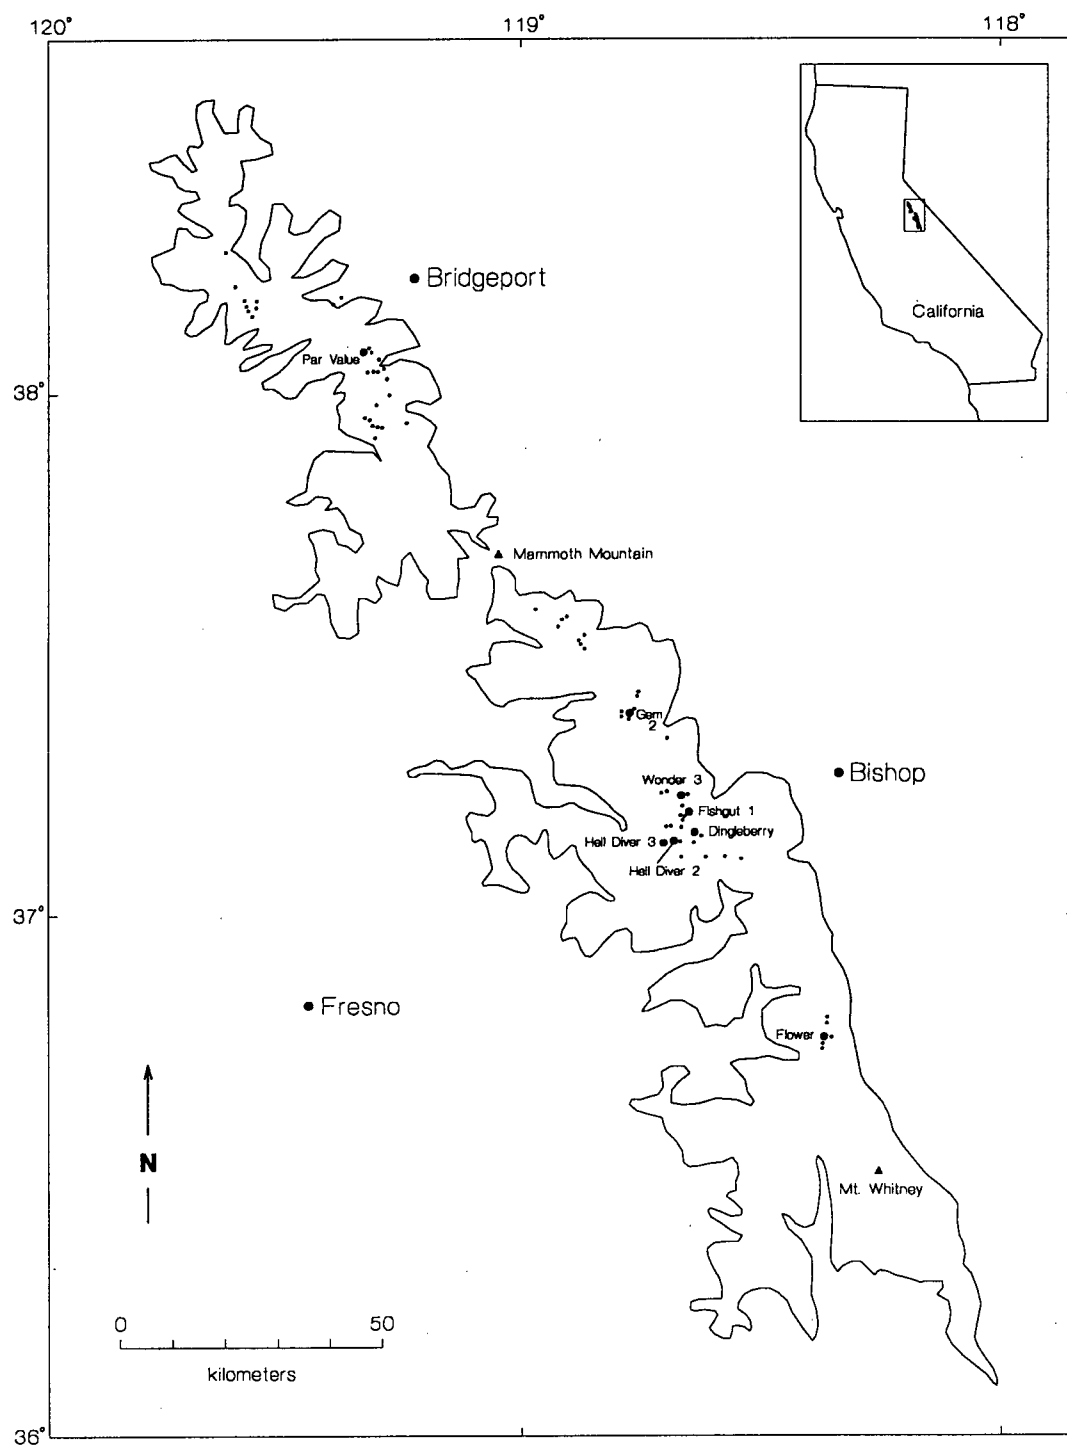 120°
119°
118°
Bridgeport
California
Par Value
38°
Mammoth Mountain
Gem
2
Bishop
Wonder 3
Fishgut 1
Dingleberry
Hell Diver 3
Hell Diver 2
37°
Fresno
Flower
N
Mt. Whitney
0 50
kilometers
36°